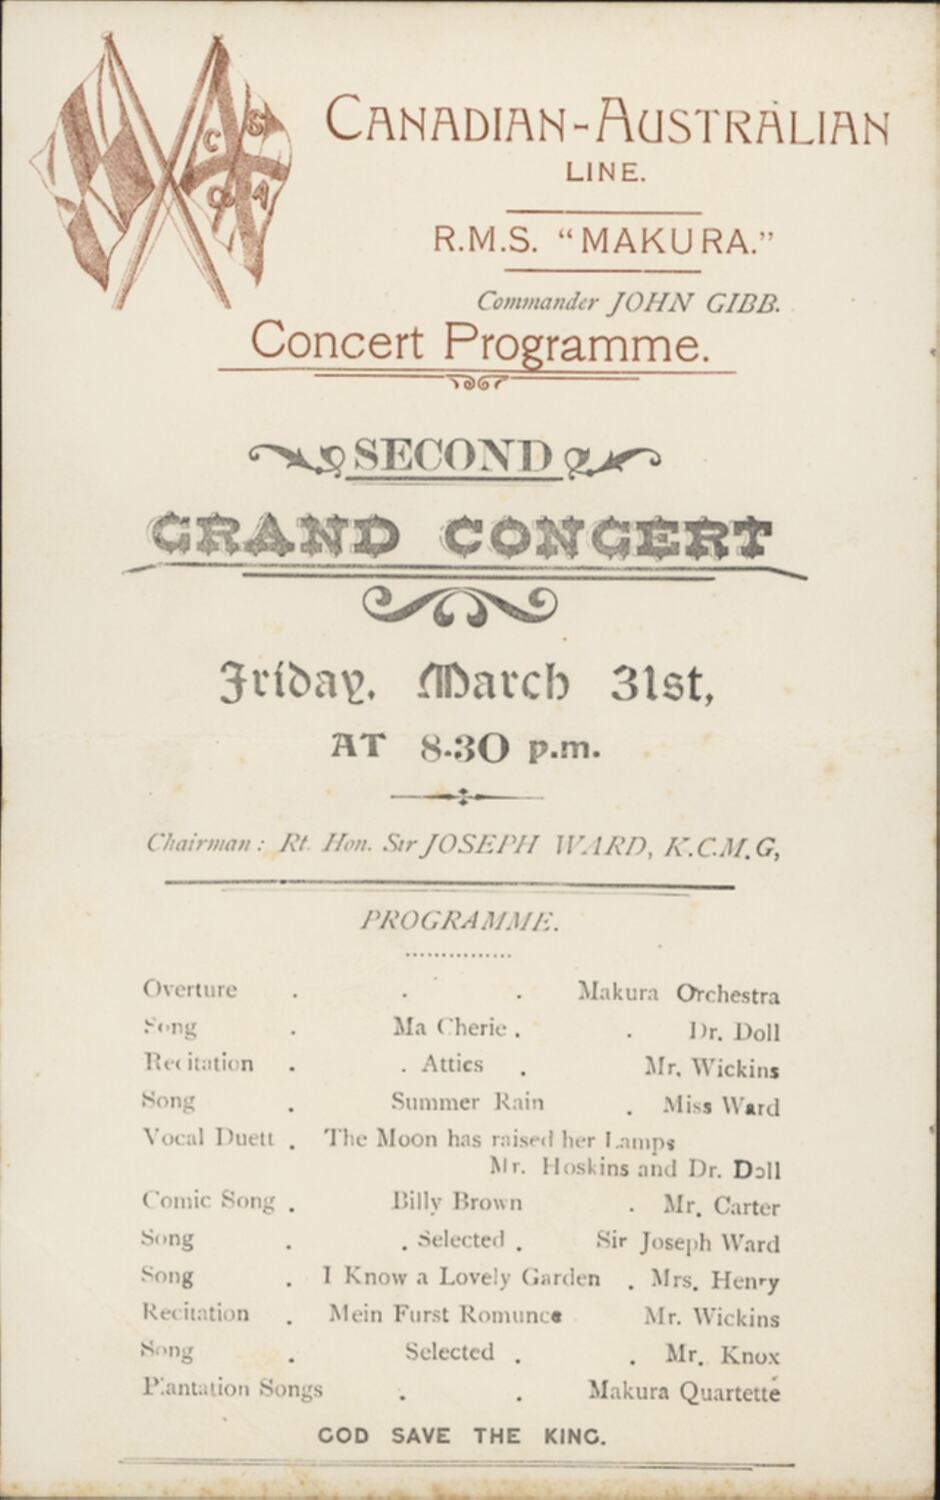 C S
Co A
CANADIAN-AUSTRALIAN
LINE.
R.M.S. "MAKURA."
Commander JOHN GIBB.
Concert Programme.
SECOND
GRAND CONCERT
Friday, March 31st,
AT 8-30 p.m.
Chairman: Rt. Hon. Sir JOSEPH WARD, K.C.M.G,
PROGRAMME.
...............
Overture . . . Makura Orchestra
Song . Ma Cherie . . Dr. Doll
Recitation . . Attics . Mr. Wickins
Song . Summer Rain . Miss Ward
Vocal Duett . The Moon has raised her Lamps
Mr. Hoskins and Dr. Doll
Comic Song . Billy Brown . Mr. Carter
Song . . Selected . Sir Joseph Ward
Song . I Know a Lovely Garden . Mrs. Henry
Recitation . Mein Furst Romunce Mr. Wickins
Song . Selected . . Mr. Knox
Plantation Songs . . Makura Quartette
GOD SAVE THE KING.